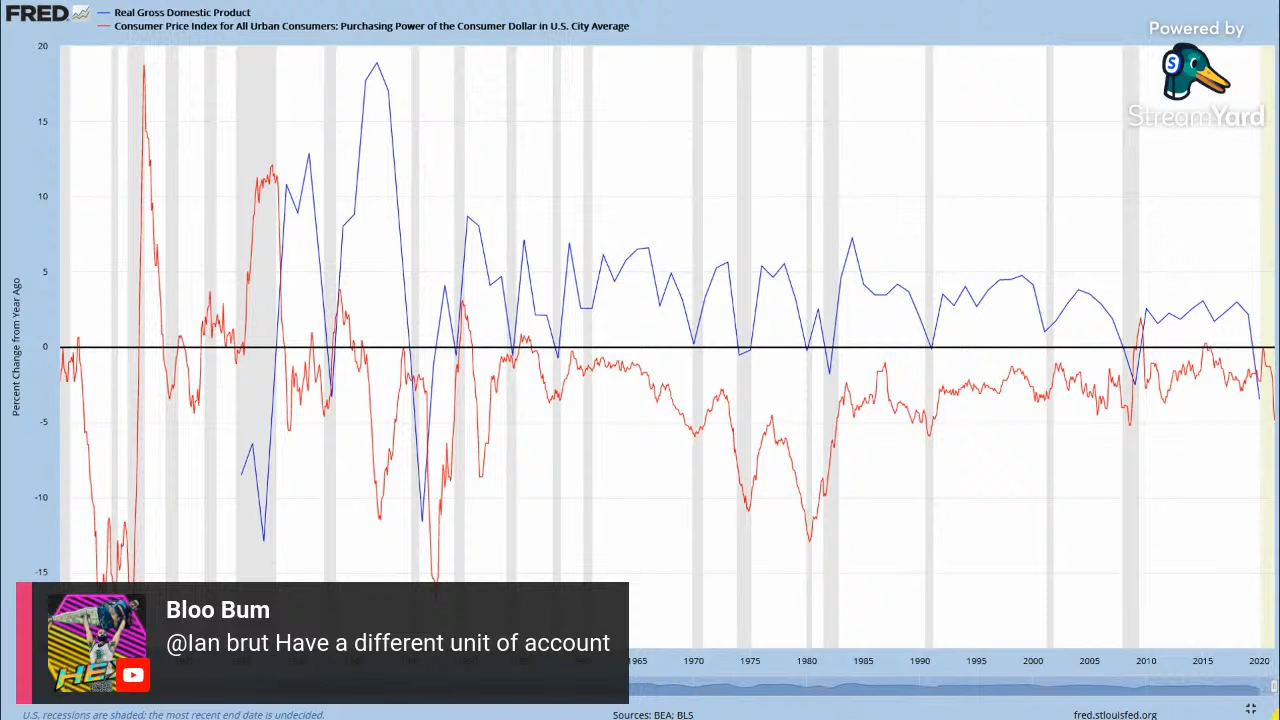 FRED
Real Gross Domestic Product
Consumer Price Index for All Urban Consumers: Purchasing Power of the Consumer Dollar in U.S. City Average
Powered by
S
StreamYard
20
15
10
5
0
-5
-10
-15
Percent Change from Year Ago
Bloo Bum
@Ian brut Have a different unit of account
HEX
1965
1970
1975
1980
1985
1990
1995
2000
2005
2010
2015
2020
U.S. recessions are shaded; the most recent end date is undecided.
Sources: BEA; BLS
fred.stlouisfed.org